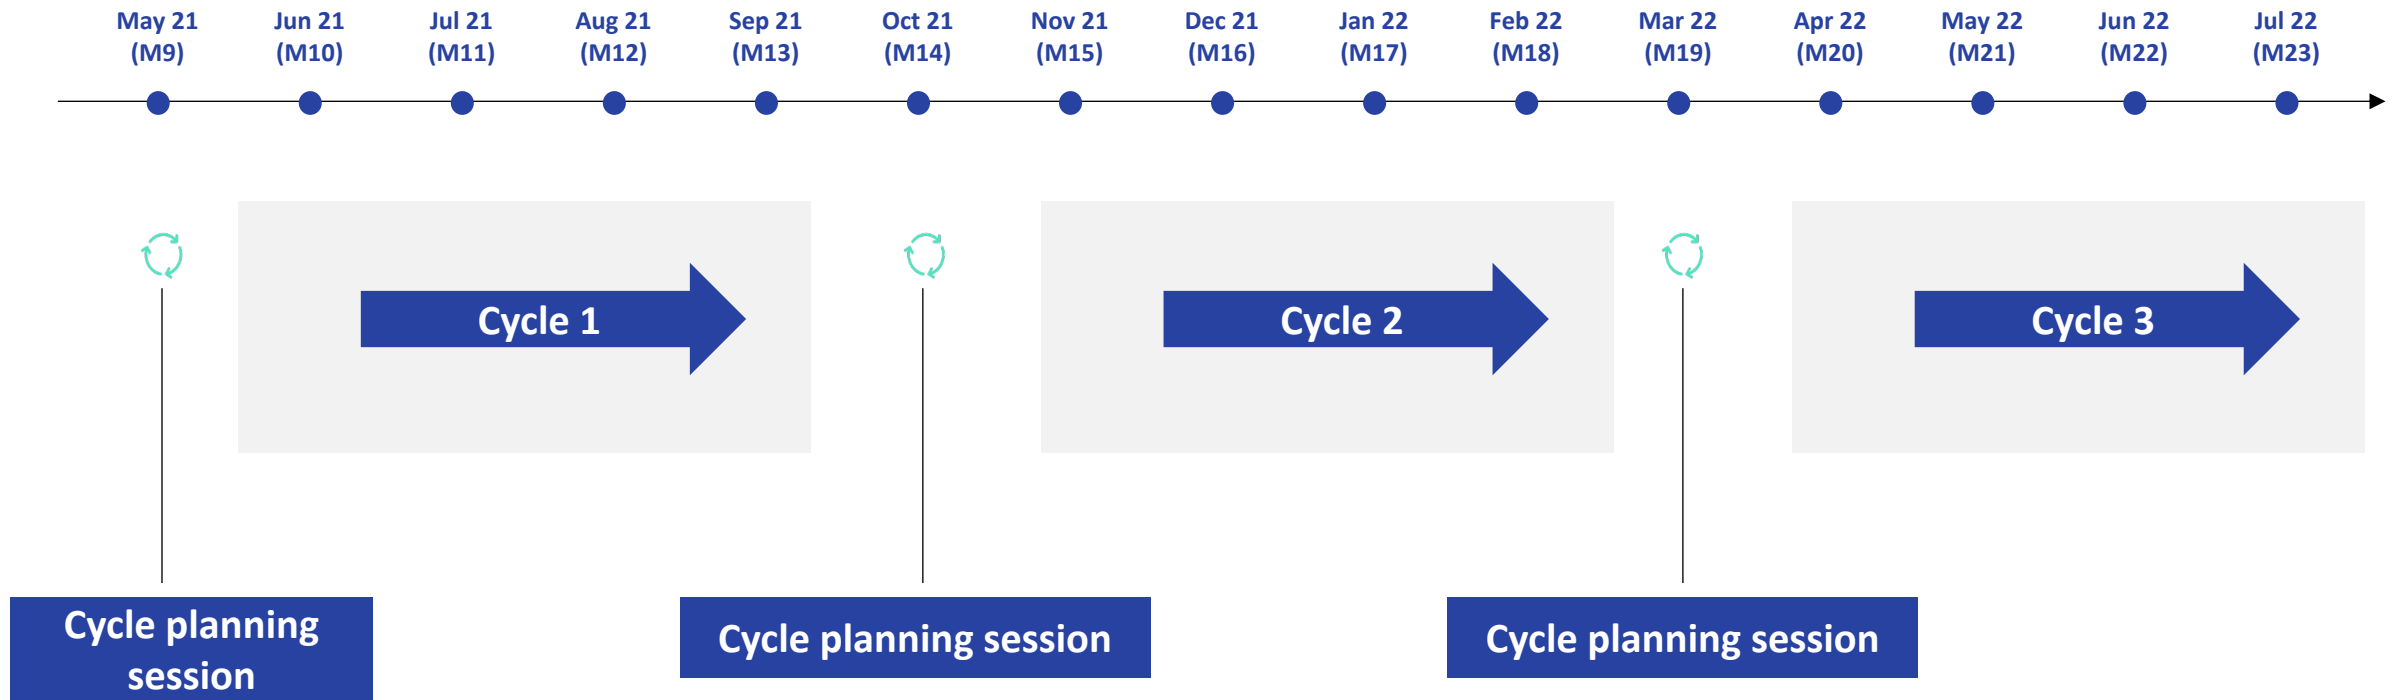 May 21
(M9)
Jun 21
(M10)
Jul 21
(M11)
Aug 21
(M12)
Sep 21
(M13)
Oct 21
(M14)
Nov 21
(M15)
Dec 21
(M16)
Jan 22
(M17)
Feb 22
(M18)
Mar 22
(M19)
Apr 22
(M20)
May 22
(M21)
Jun 22
(M22)
Jul 22
(M23)
Cycle 1
Cycle 2
Cycle 3
Cycle planning
session
Cycle planning session
Cycle planning session